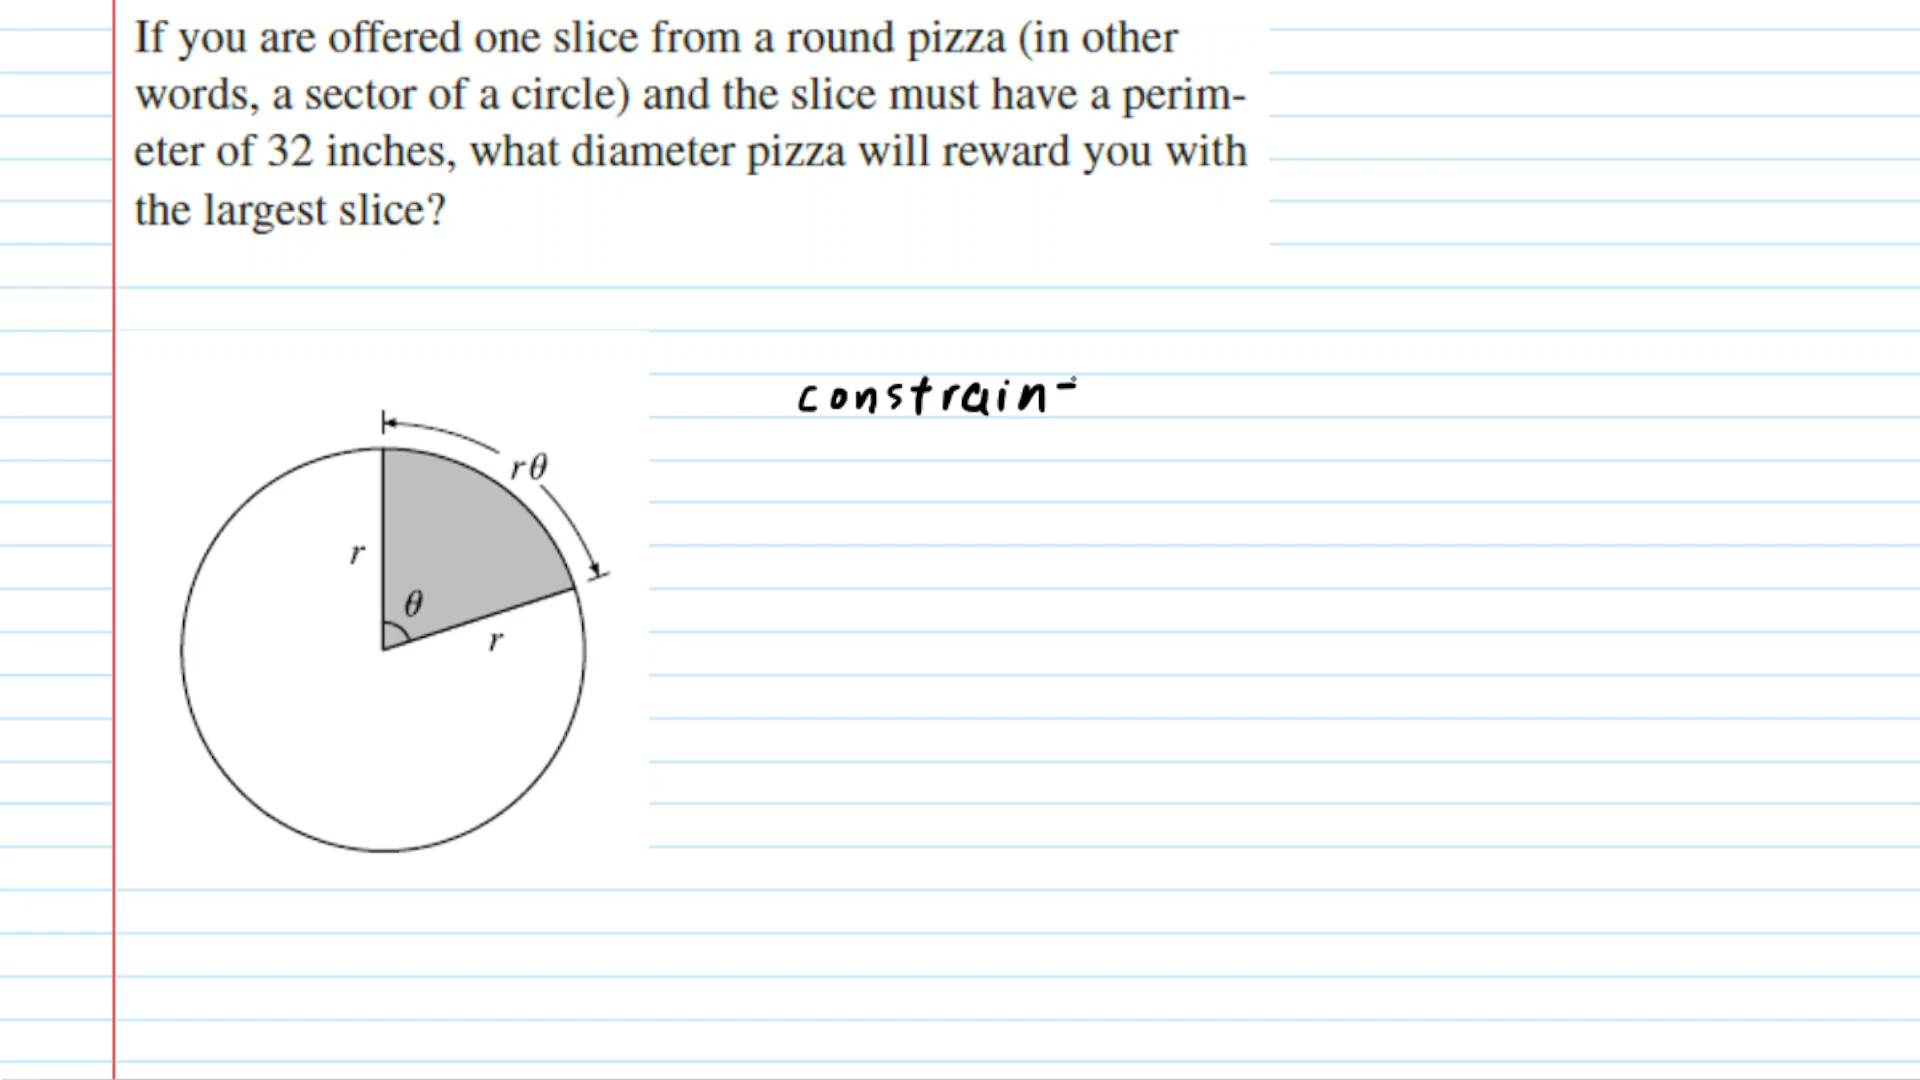 If you are offered one slice from a round pizza (in other
words, a sector of a circle) and the slice must have a perim-
eter of 32 inches, what diameter pizza will reward you with
the largest slice?
constrain-
rθ
r
θ
r